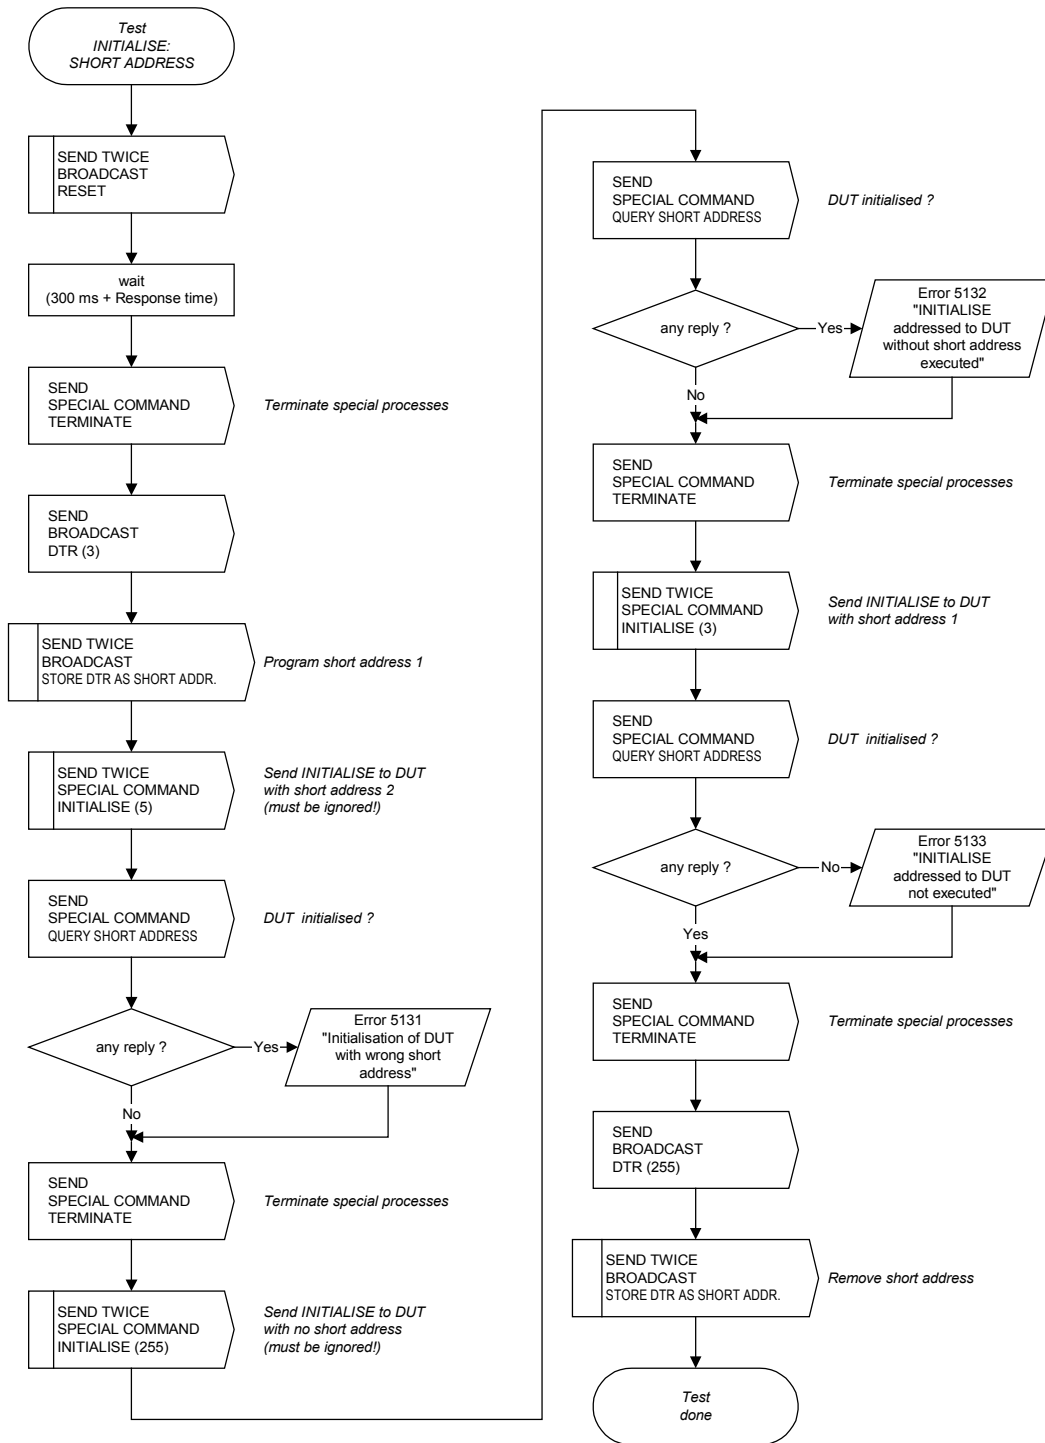 Test
INITIALISE:
SHORT ADDRESS
SEND TWICE
BROADCAST
RESET
wait
(300 ms + Response time)
SEND
SPECIAL COMMAND
TERMINATE
Terminate special processes
SEND
BROADCAST
DTR (3)
SEND TWICE
BROADCAST
STORE DTR AS SHORT ADDR.
Program short address 1
SEND TWICE
SPECIAL COMMAND
INITIALISE (5)
Send INITIALISE to DUT
with short address 2
(must be ignored!)
SEND
SPECIAL COMMAND
QUERY SHORT ADDRESS
DUT initialised ?
any reply ?
Yes
Error 5131
"Initialisation of DUT
with wrong short
address"
No
SEND
SPECIAL COMMAND
TERMINATE
Terminate special processes
SEND TWICE
SPECIAL COMMAND
INITIALISE (255)
Send INITIALISE to DUT
with no short address
(must be ignored!)
SEND
SPECIAL COMMAND
QUERY SHORT ADDRESS
DUT initialised ?
any reply ?
Yes
Error 5132
"INITIALISE
addressed to DUT
without short address
executed"
No
SEND
SPECIAL COMMAND
TERMINATE
Terminate special processes
SEND TWICE
SPECIAL COMMAND
INITIALISE (3)
Send INITIALISE to DUT
with short address 1
SEND
SPECIAL COMMAND
QUERY SHORT ADDRESS
DUT initialised ?
any reply ?
No
Error 5133
"INITIALISE
addressed to DUT
not executed"
Yes
SEND
SPECIAL COMMAND
TERMINATE
Terminate special processes
SEND
BROADCAST
DTR (255)
SEND TWICE
BROADCAST
STORE DTR AS SHORT ADDR.
Remove short address
Test
done